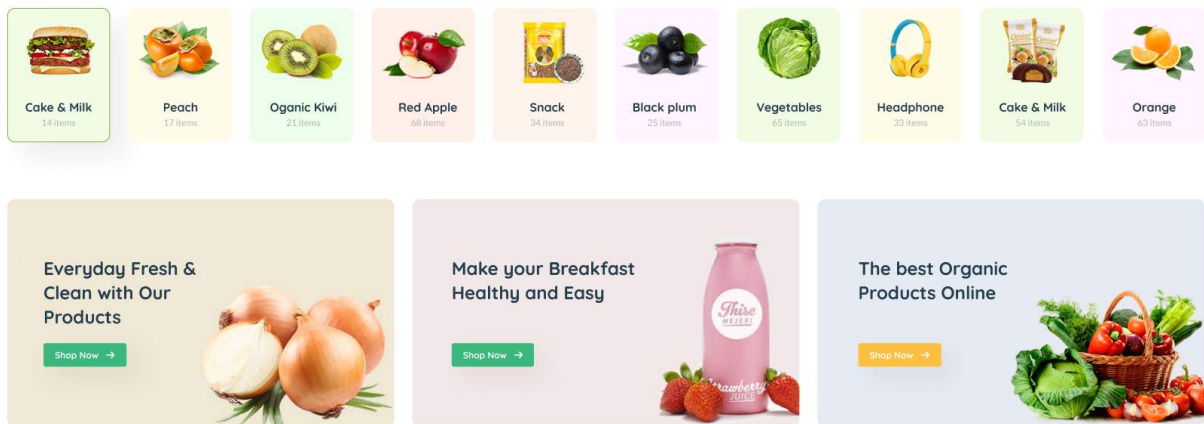 Cake & Milk
14 items
Peach
17 items
Oganic Kiwi
21 items
Red Apple
68 items
Snack
34 items
Black plum
25 items
Vegetables
65 items
Headphone
33 items
Cake & Milk
54 items
Orange
63 items
Everyday Fresh &
Clean with Our
Products
Shop Now
Make your Breakfast
Healthy and Easy
Shop Now
Thise
MEJERI
Strawberry
JUICE
The best Organic
Products Online
Shop Now